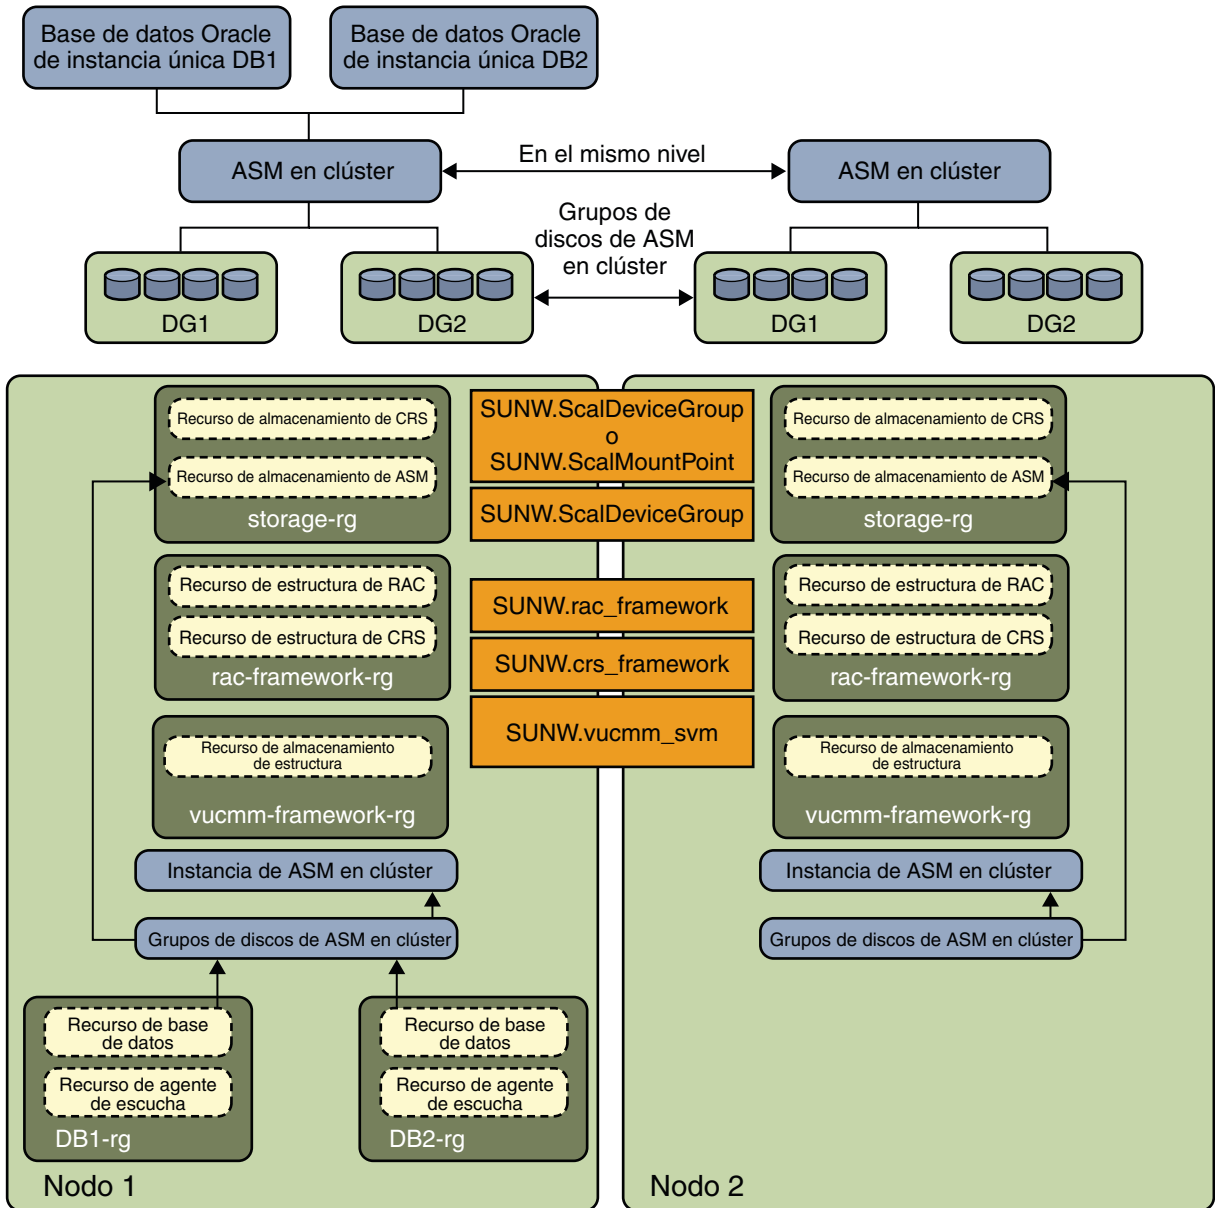 Base de datos Oracle
de instancia única DB1
Base de datos Oracle
de instancia única DB2
ASM en clúster
En el mismo nivel
ASM en clúster
Grupos de
discos de ASM
en clúster
DG1
DG2
DG1
DG2
Recurso de almacenamiento de CRS
Recurso de almacenamiento de ASM
storage-rg
Recurso de estructura de RAC
Recurso de estructura de CRS
rac-framework-rg
Recurso de almacenamiento
de estructura
vucmm-framework-rg
Instancia de ASM en clúster
Grupos de discos de ASM en clúster
Recurso de base
de datos
Recurso de agente
de escucha
DB1-rg
Recurso de base
de datos
Recurso de agente
de escucha
DB2-rg
Nodo 1
SUNW.ScalDeviceGroup
o
SUNW.ScalMountPoint
SUNW.ScalDeviceGroup
SUNW.rac_framework
SUNW.crs_framework
SUNW.vucmm_svm
Recurso de almacenamiento de CRS
Recurso de almacenamiento de ASM
storage-rg
Recurso de estructura de RAC
Recurso de estructura de CRS
rac-framework-rg
Recurso de almacenamiento
de estructura
vucmm-framework-rg
Instancia de ASM en clúster
Grupos de discos de ASM en clúster
Nodo 2